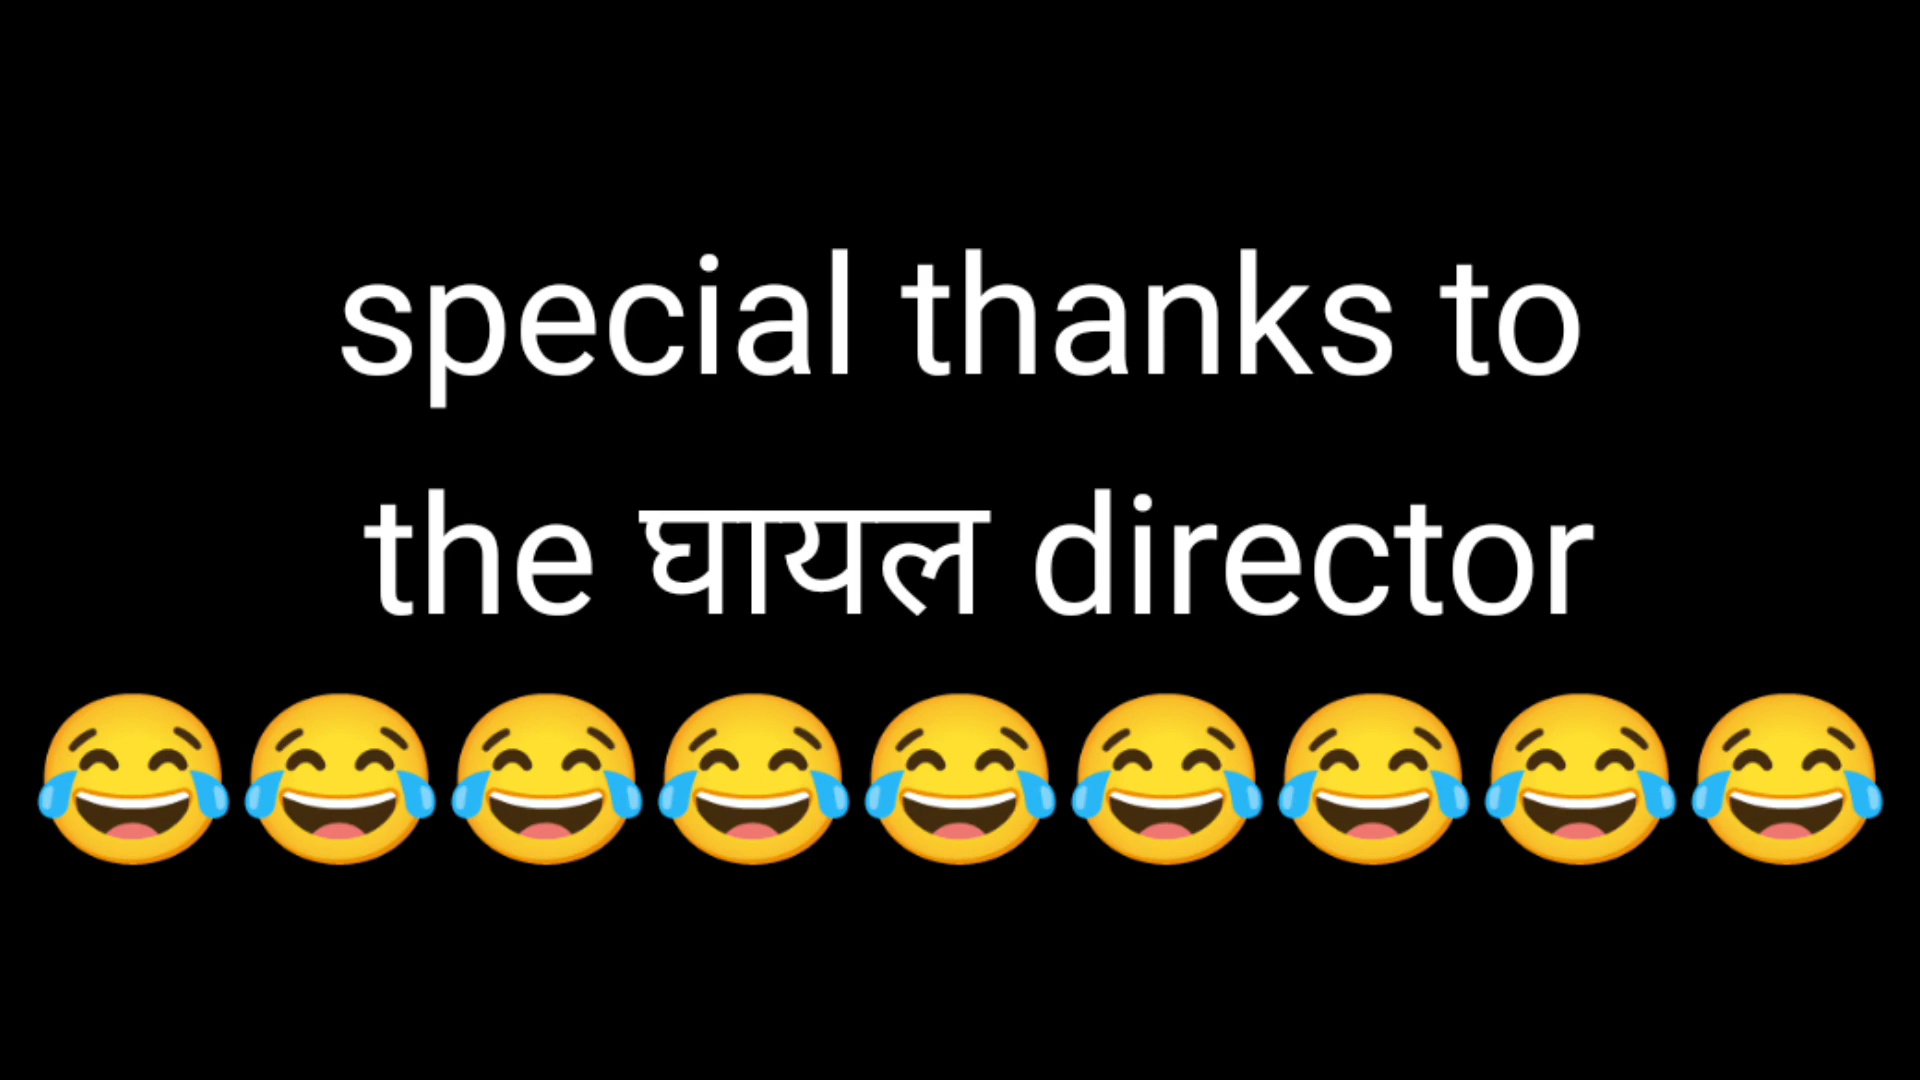 special thanks to
the घायल director
😂😂😂😂😂😂😂😂😂